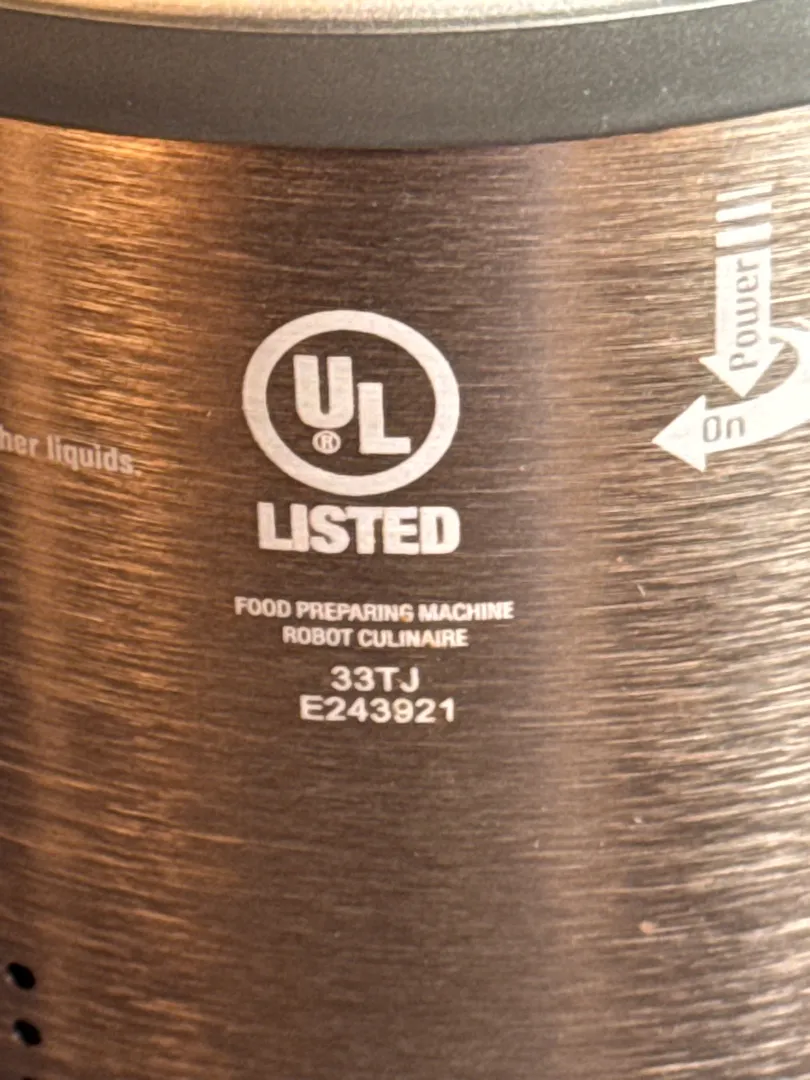 Power
On
her liquids.
UL
®
LISTED
FOOD PREPARING MACHINE
ROBOT CULINAIRE
33TJ
E243921